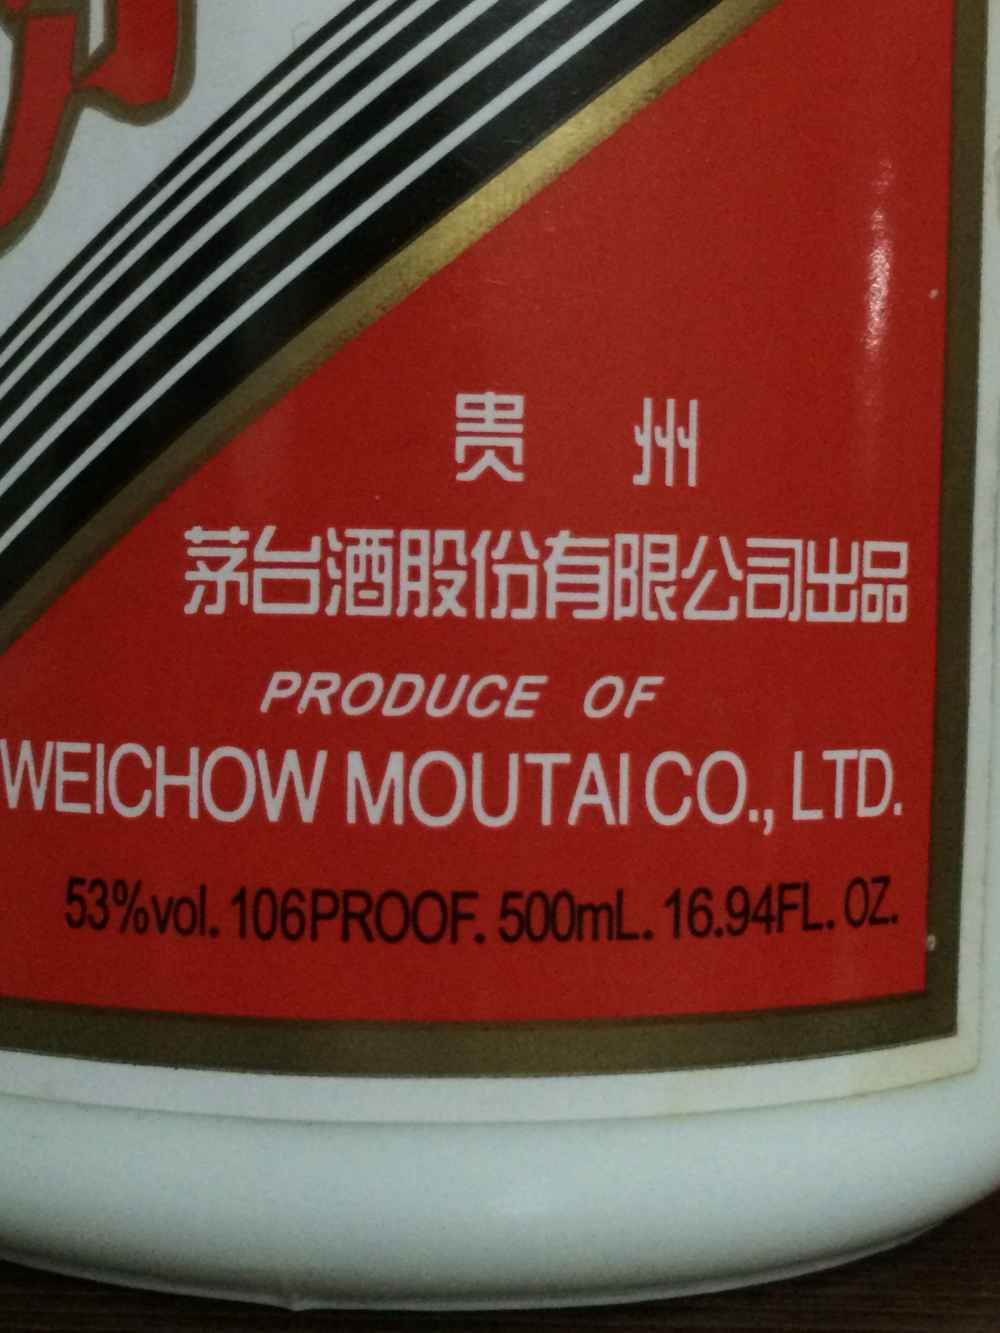 贵 州
茅台酒股份有限公司出品
PRODUCE OF
WEICHOW MOUTAI CO., LTD.
53%vol. 106PROOF. 500mL. 16.94FL. OZ.